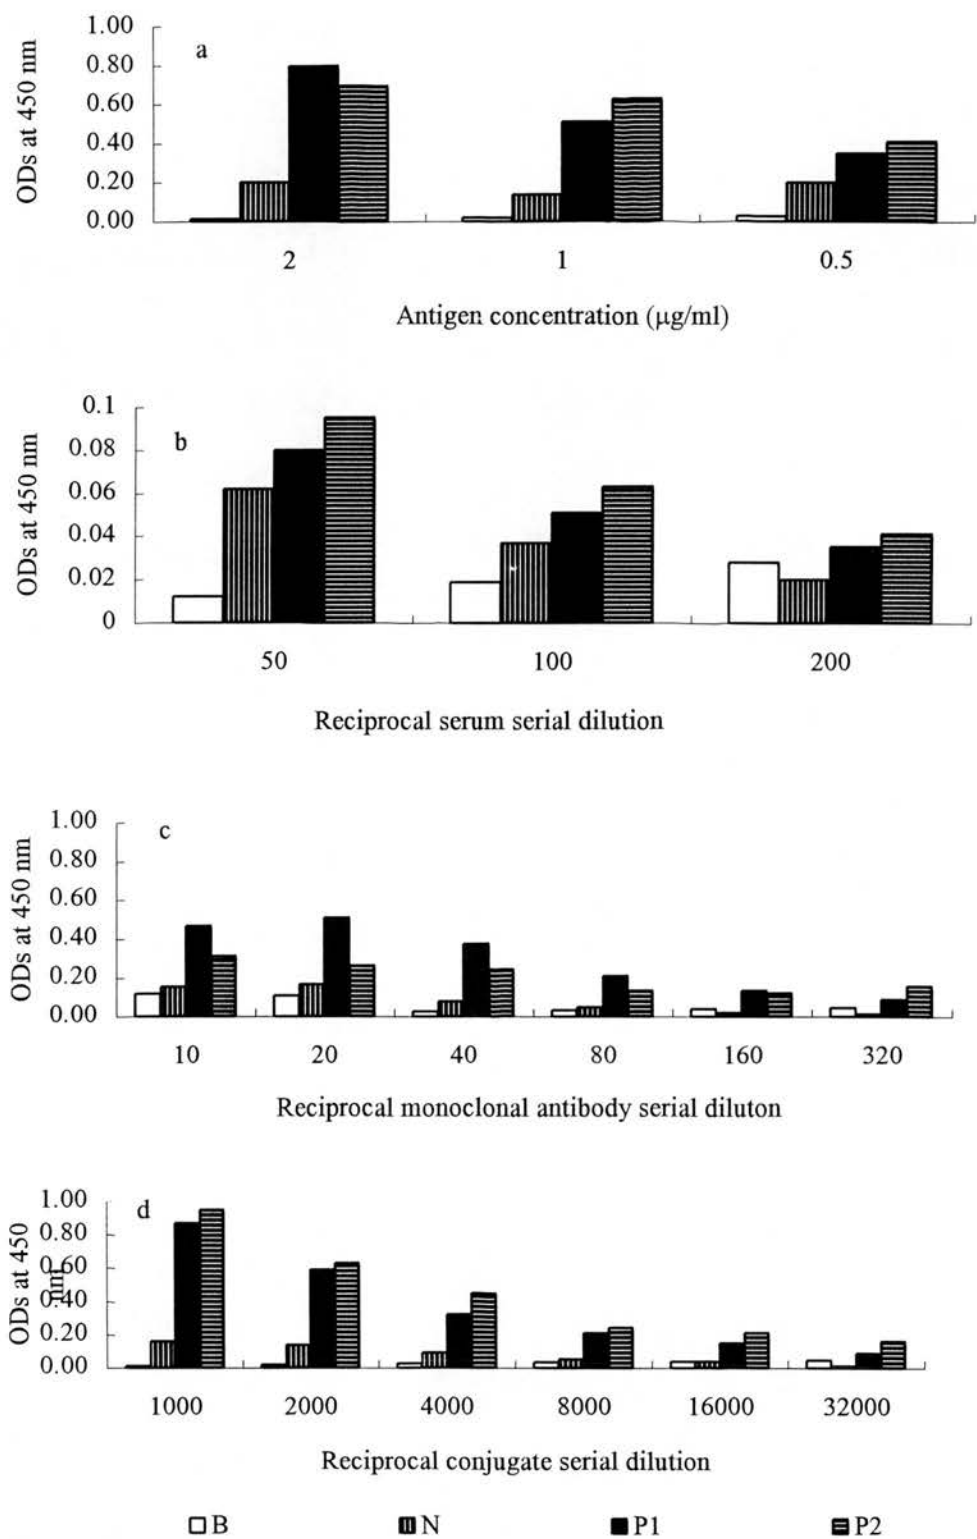 a
ODs at 450 nm
1.00
0.80
0.60
0.40
0.20
0.00
2 1 0.5
Antigen concentration (μg/ml)
b
ODs at 450 nm
0.1
0.08
0.06
0.04
0.02
0
50 100 200
Reciprocal serum serial dilution
c
ODs at 450 nm
1.00
0.80
0.60
0.40
0.20
0.00
10 20 40 80 160 320
Reciprocal monoclonal antibody serial diluton
d
ODs at 450
nm
1.00
0.80
0.60
0.40
0.20
0.00
1000 2000 4000 8000 16000 32000
Reciprocal conjugate serial dilution
B N P1 P2